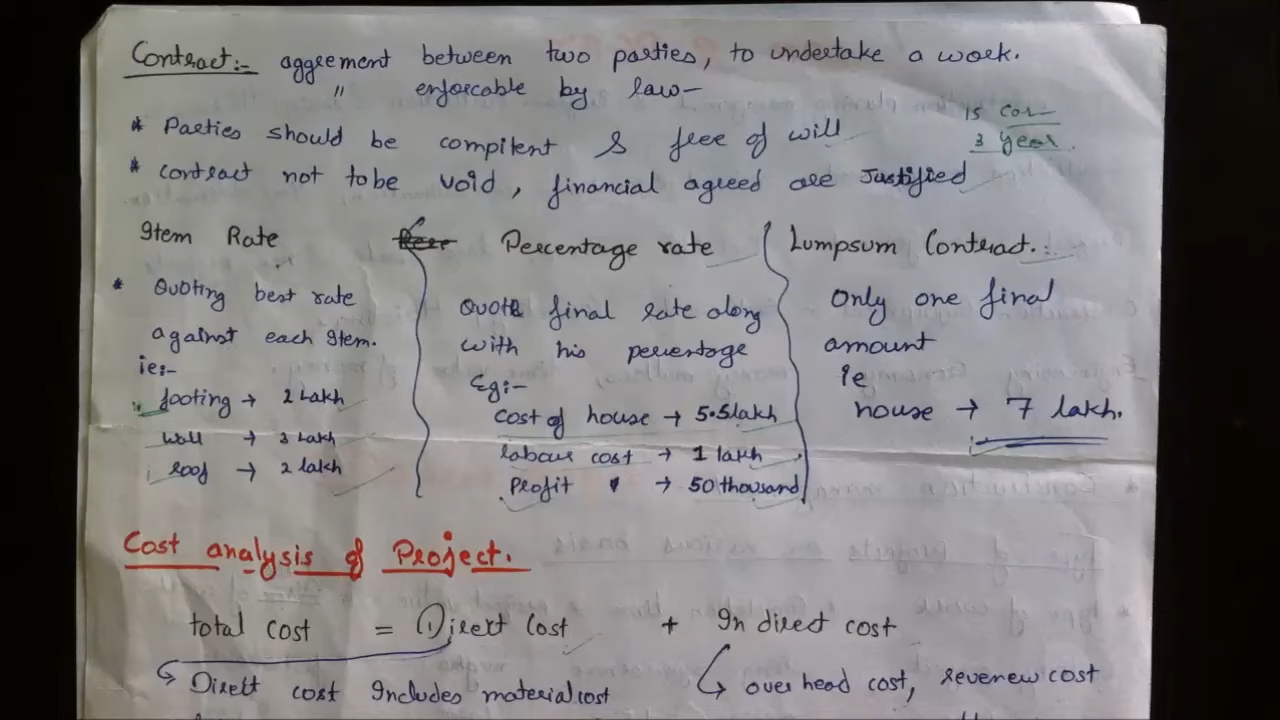 Contract:- aggreement between two parties, to undertake a work.
" enforcable by law-
15 cor
3 year
* Parties should be compitent & free of will
* contract not to be void, financial agreed are Justified
Item Rate
* Quoting best rate
against each Item.
ie:-
footing → 2 Lakh
wall → 3 Lakh
roof → 2 lakh
Percentage rate
Quote final rate along
with his percentage
Eg:-
cost of house → 5.5 lakh
labour cost → 1 lakh
Profit → 50 thousand
Lumpsum Contract.
Only one final
amount
ie
house → 7 lakh.
Cost analysis of Project.
total cost = Direct cost + In direct cost
Direct cost Includes material cost
over head cost, revenew cost